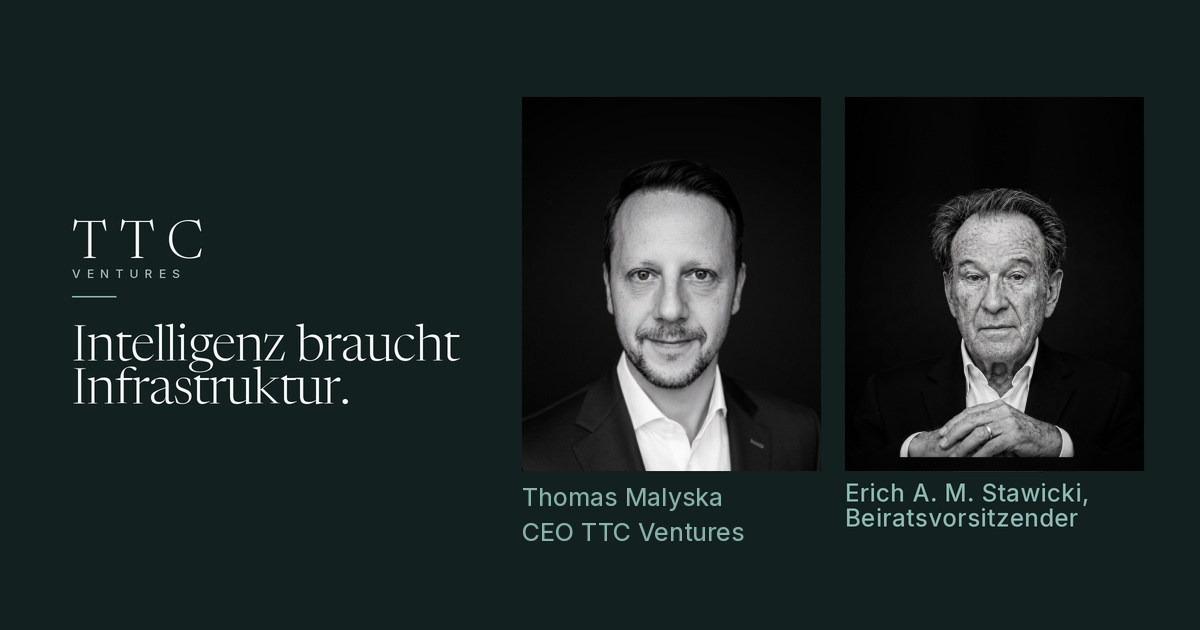 TTC
VENTURES
Intelligenz braucht
Infrastruktur.
Thomas Malyska
CEO TTC Ventures
Erich A. M. Stawicki,
Beiratsvorsitzender